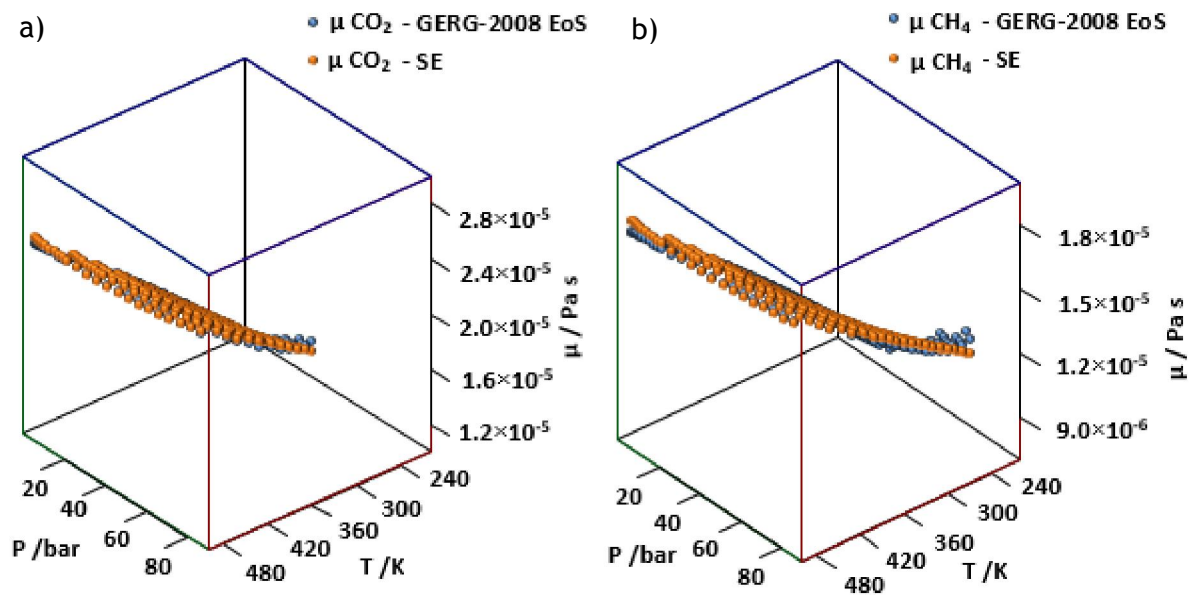 a)
μ CO₂ - GERG-2008 EoS
μ CO₂ - SE
2.8×10⁻⁵
2.4×10⁻⁵
2.0×10⁻⁵
1.6×10⁻⁵
1.2×10⁻⁵
μ / Pa s
20
40
60
80
P /bar
240
300
360
420
480
T /K
b)
μ CH₄ - GERG-2008 EoS
μ CH₄ - SE
1.8×10⁻⁵
1.5×10⁻⁵
1.2×10⁻⁵
9.0×10⁻⁶
μ / Pa s
20
40
60
80
P /bar
240
300
360
420
480
T /K